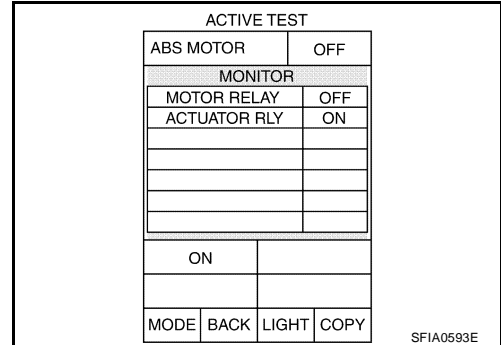 ACTIVE TEST
ABS MOTOR OFF
MONITOR
MOTOR RELAY OFF
ACTUATOR RLY ON
ON
MODE BACK LIGHT COPY
SFIA0593E